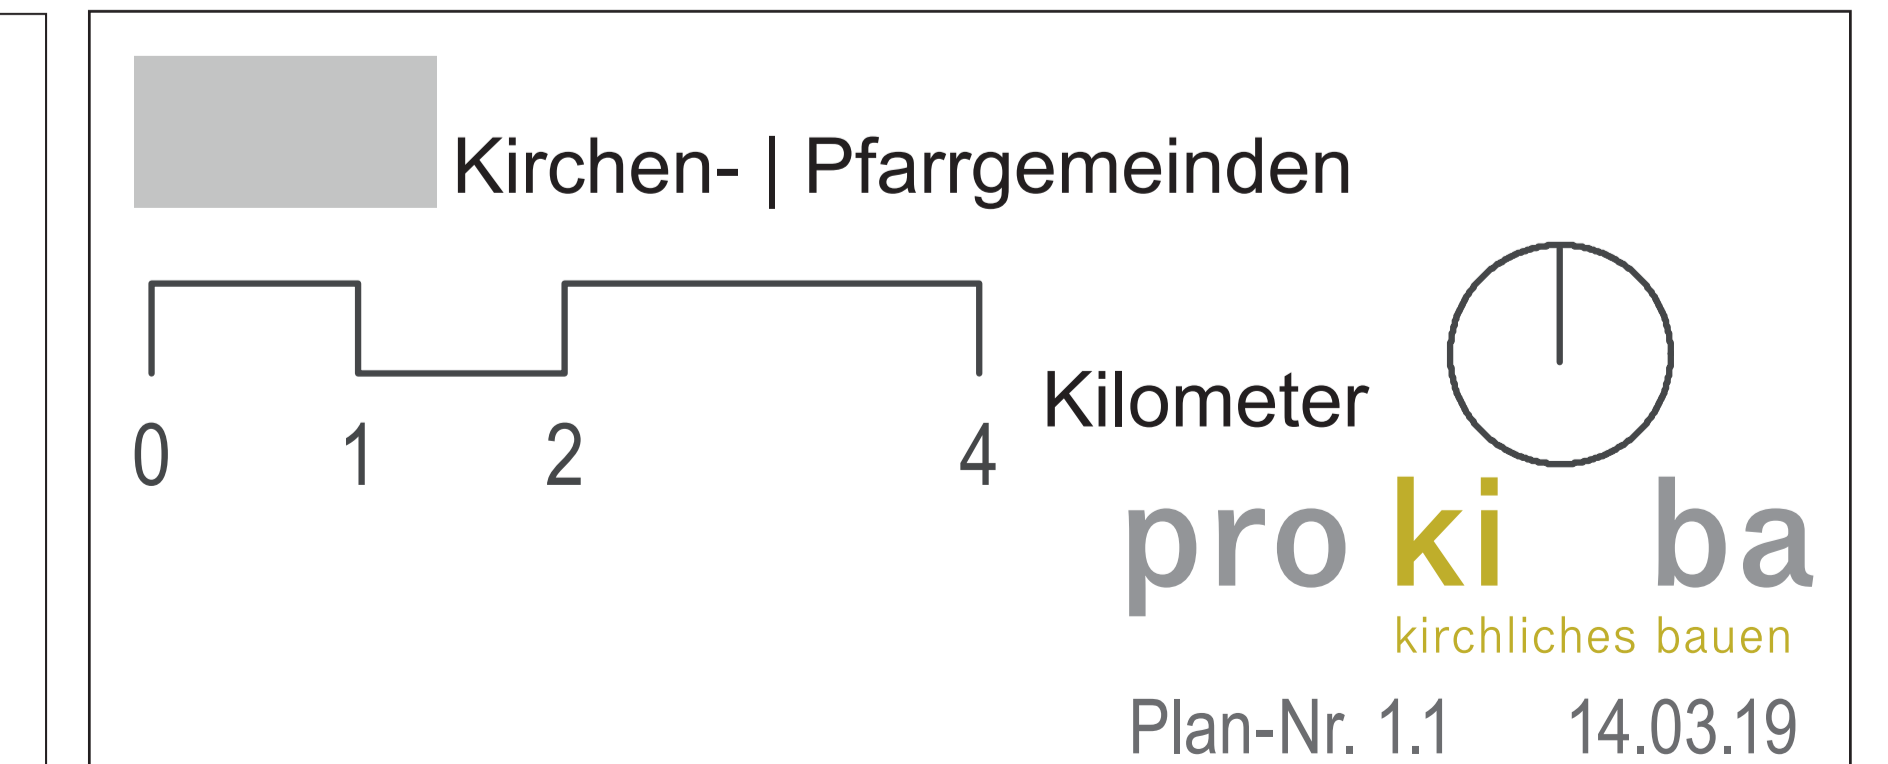 Kirchen- | Pfarrgemeinden
Kilometer
0 1 2 4
pro ki ba
kirchliches bauen
Plan-Nr. 1.1 14.03.19